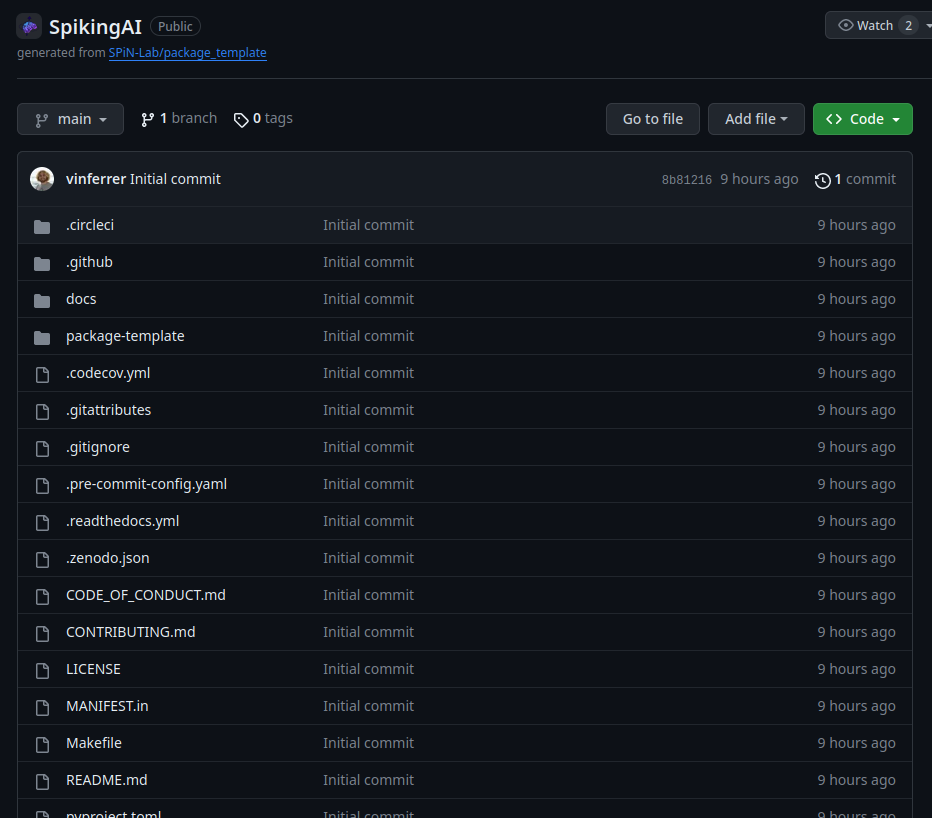 SpikingAI Public Watch 2
generated from SPiN-Lab/package_template
main 1 branch 0 tags Go to file Add file Code
vinferrer Initial commit 8b81216 9 hours ago 1 commit
.circleci Initial commit 9 hours ago
.github Initial commit 9 hours ago
docs Initial commit 9 hours ago
package-template Initial commit 9 hours ago
.codecov.yml Initial commit 9 hours ago
.gitattributes Initial commit 9 hours ago
.gitignore Initial commit 9 hours ago
.pre-commit-config.yaml Initial commit 9 hours ago
.readthedocs.yml Initial commit 9 hours ago
.zenodo.json Initial commit 9 hours ago
CODE_OF_CONDUCT.md Initial commit 9 hours ago
CONTRIBUTING.md Initial commit 9 hours ago
LICENSE Initial commit 9 hours ago
MANIFEST.in Initial commit 9 hours ago
Makefile Initial commit 9 hours ago
README.md Initial commit 9 hours ago
pyproject.toml Initial commit 9 hours ago